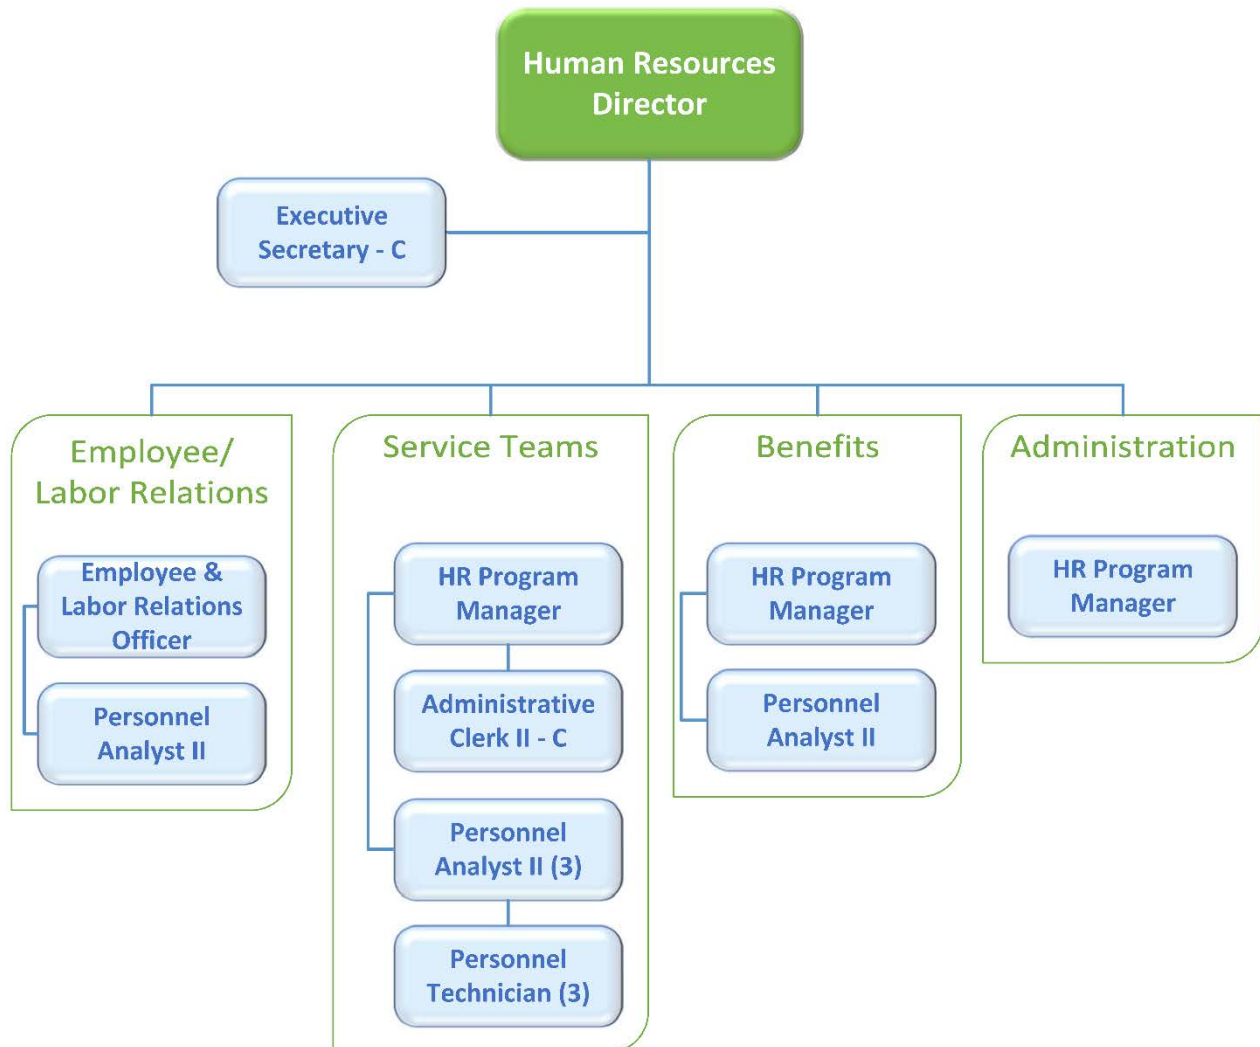 Human Resources
Director
Executive
Secretary - C
Employee/
Labor Relations
Employee &
Labor Relations
Officer
Personnel
Analyst II
Service Teams
HR Program
Manager
Administrative
Clerk II - C
Personnel
Analyst II (3)
Personnel
Technician (3)
Benefits
HR Program
Manager
Personnel
Analyst II
Administration
HR Program
Manager